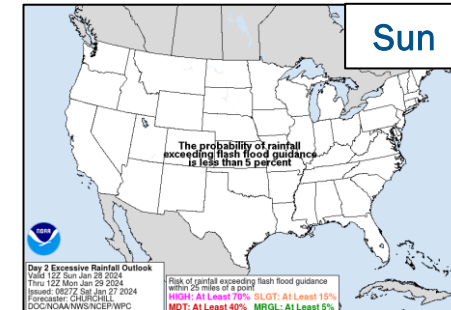 Sun
The probability of rainfall
exceeding flash flood guidance
is less than 5 percent
NOAA
Day 2 Excessive Rainfall Outlook
Valid 12Z Sun Jan 28 2024
Thru 12Z Mon Jan 29 2024
Issued: 0827Z Sat Jan 27 2024
Forecaster: CHURCHILL
DOC/NOAA/NWS/NCEP/WPC
Risk of rainfall exceeding flash flood guidance
within 25 miles of a point
HIGH: At Least 70% SLGT: At Least 15%
MDT: At Least 40% MRGL: At Least 5%